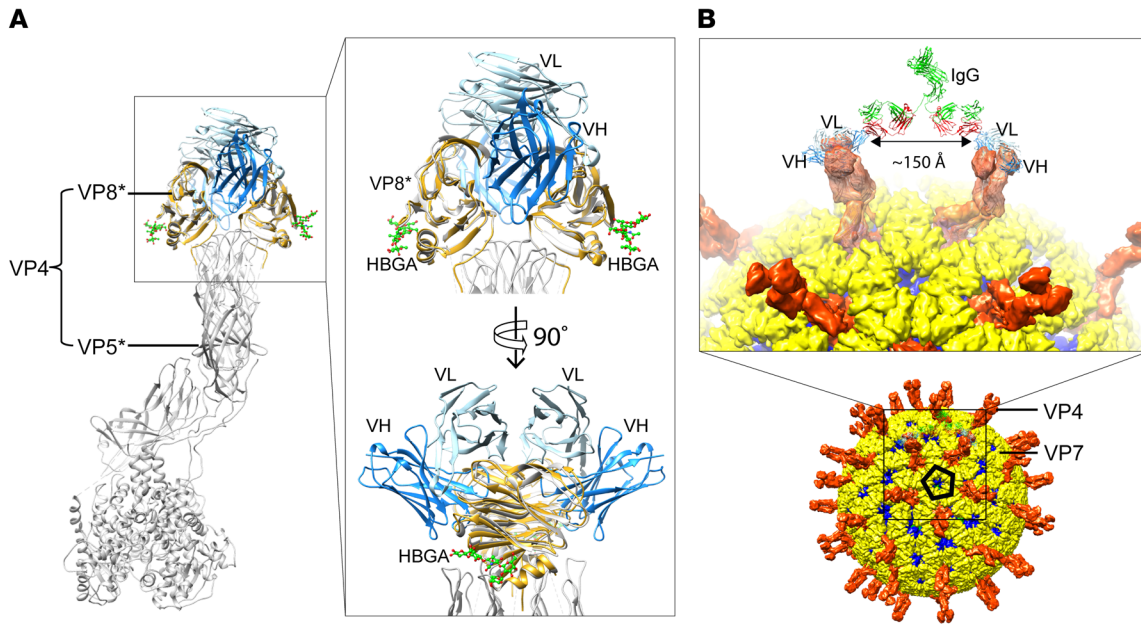 A
VP8*
VP4
VP5*
VL
VH
VP8*
HBGA
HBGA
90°
VL
VL
VH
VH
HBGA
B
IgG
VL
VL
VH
VH
~150 Å
VP4
VP7